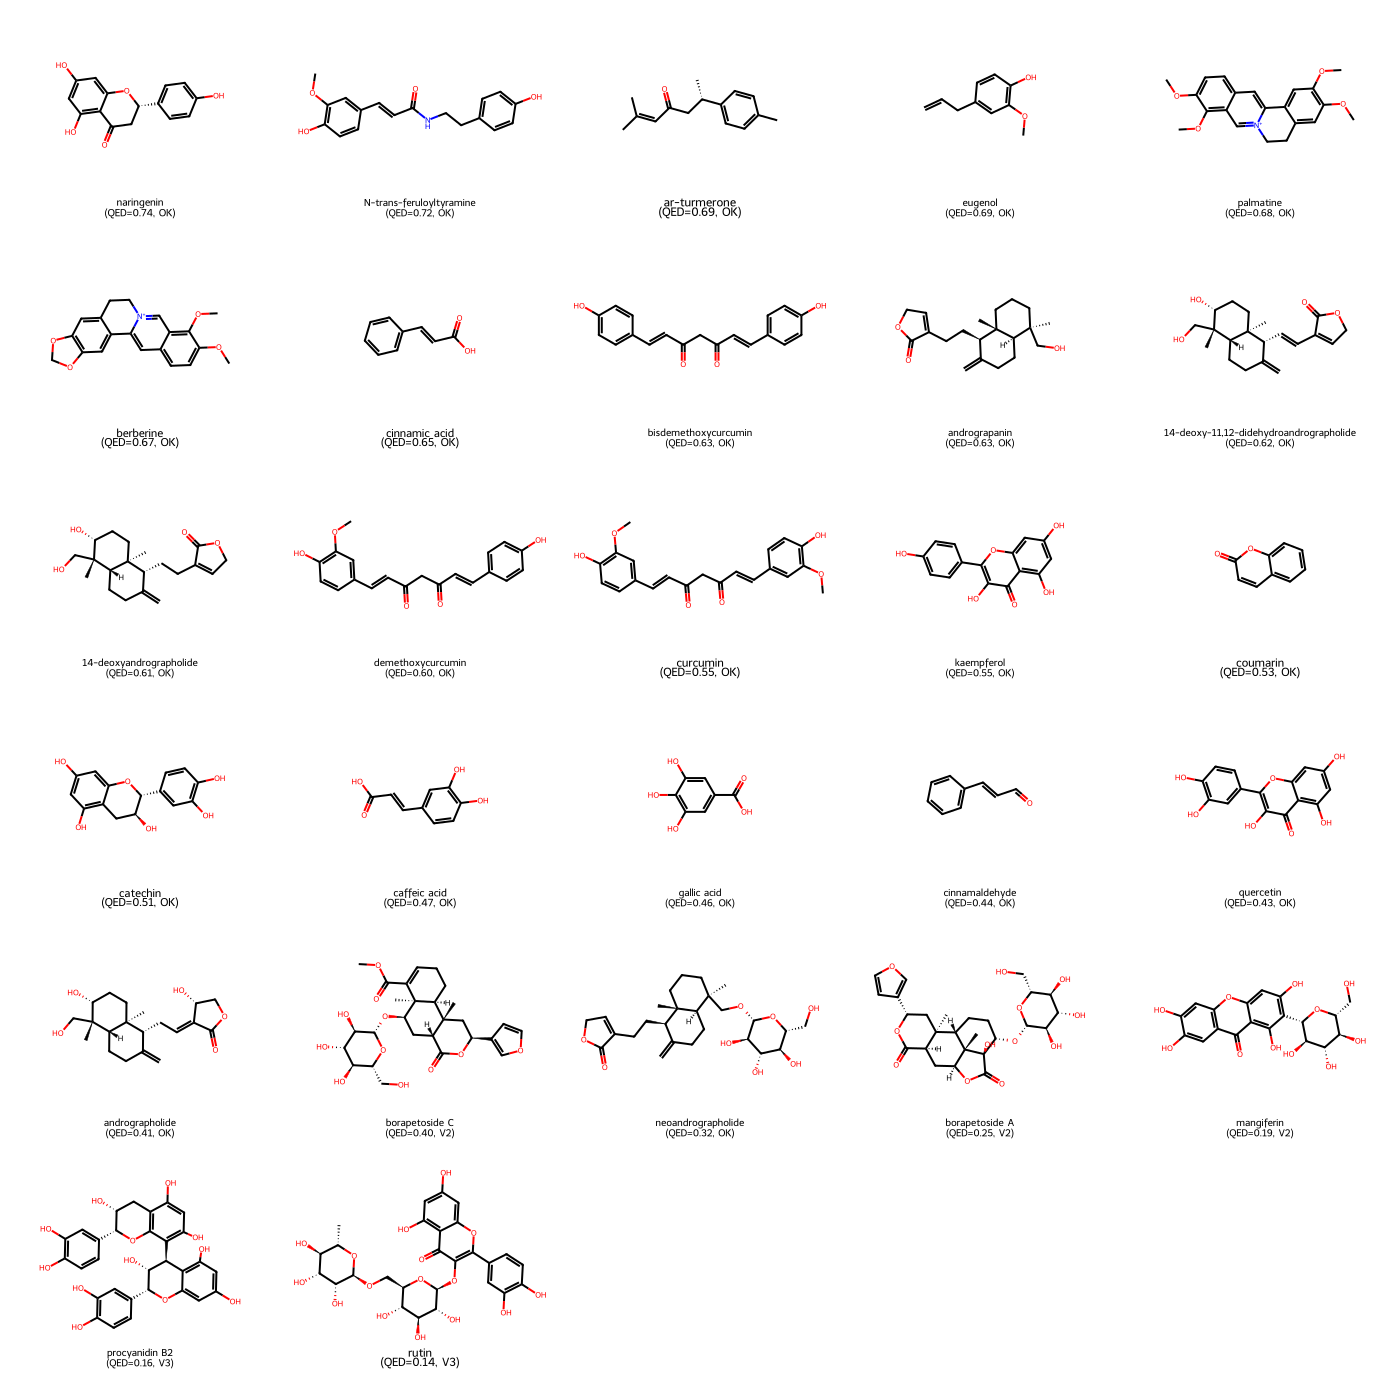 naringenin
(QED=0.74, OK)
N-trans-feruloyltyramine
(QED=0.72, OK)
ar-turmerone
(QED=0.69, OK)
eugenol
(QED=0.69, OK)
palmatine
(QED=0.68, OK)
berberine
(QED=0.67, OK)
cinnamic acid
(QED=0.65, OK)
bisdemethoxycurcumin
(QED=0.63, OK)
andrograpanin
(QED=0.63, OK)
14-deoxy-11,12-didehydroandrographolide
(QED=0.62, OK)
14-deoxyandrographolide
(QED=0.61, OK)
demethoxycurcumin
(QED=0.60, OK)
curcumin
(QED=0.55, OK)
kaempferol
(QED=0.55, OK)
coumarin
(QED=0.53, OK)
catechin
(QED=0.51, OK)
caffeic acid
(QED=0.47, OK)
gallic acid
(QED=0.46, OK)
cinnamaldehyde
(QED=0.44, OK)
quercetin
(QED=0.43, OK)
andrographolide
(QED=0.41, OK)
borapetoside C
(QED=0.40, V2)
neoandrographolide
(QED=0.32, OK)
borapetoside A
(QED=0.25, V2)
mangiferin
(QED=0.19, V2)
procyanidin B2
(QED=0.16, V3)
rutin
(QED=0.14, V3)